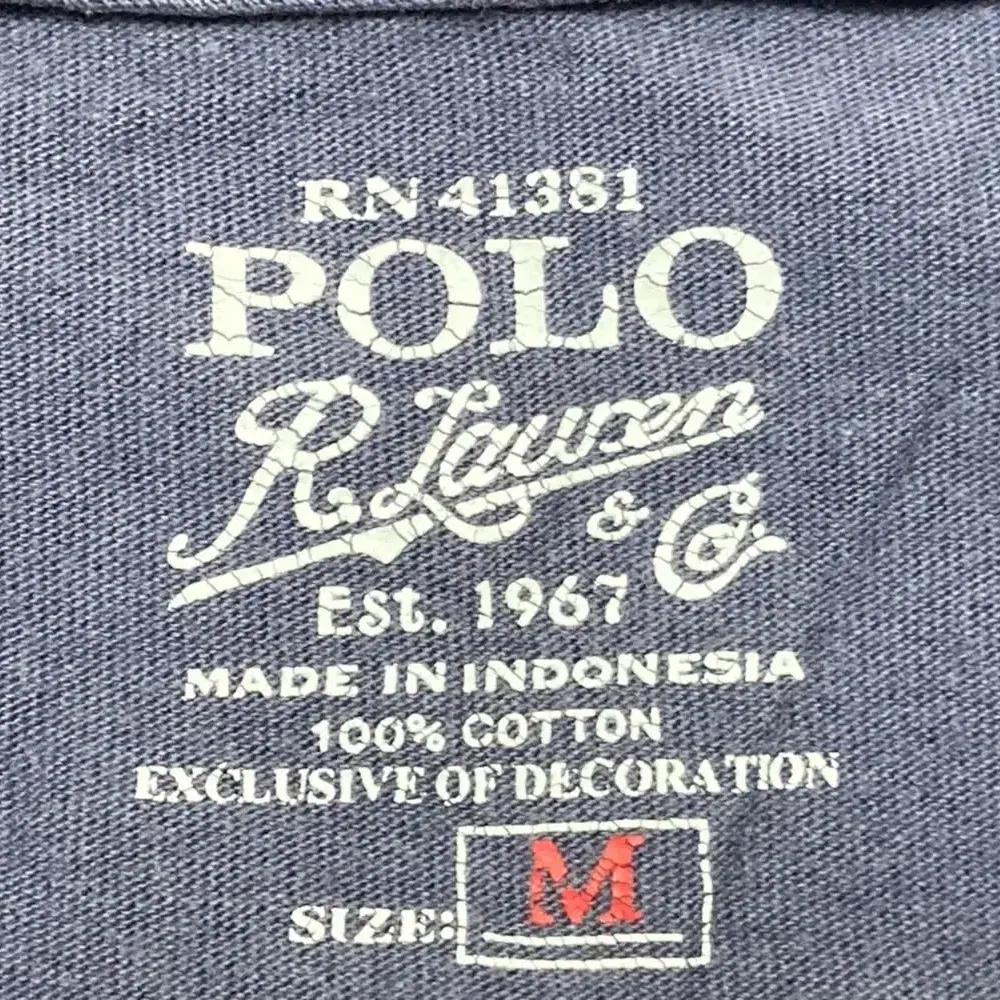 RN 41381
POLO
R. Lauren
& Co.
Est. 1967
MADE IN INDONESIA
100% COTTON
EXCLUSIVE OF DECORATION
SIZE: M